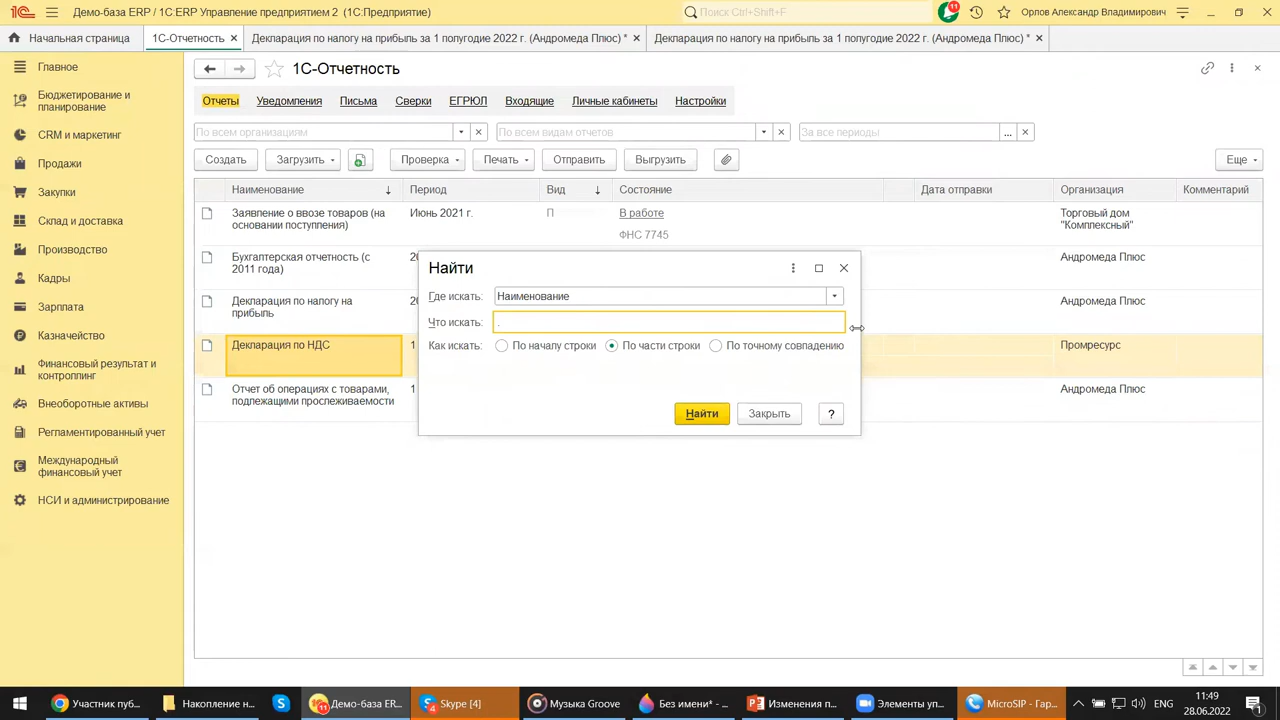 Демо-база ERP / 1С:ERP Управление предприятием 2 (1С:Предприятие)
Поиск Ctrl+Shift+F
11
Орлов Александр Владимирович
Начальная страница
1С-Отчетность
Декларация по налогу на прибыль за 1 полугодие 2022 г. (Андромеда Плюс) *
Декларация по налогу на прибыль за 1 полугодие 2022 г. (Андромеда Плюс) *
Главное
Бюджетирование и
планирование
CRM и маркетинг
Продажи
Закупки
Склад и доставка
Производство
Кадры
Зарплата
Казначейство
Финансовый результат и
контроллинг
Внеоборотные активы
Регламентированный учет
Международный
финансовый учет
НСИ и администрирование
1С-Отчетность
Отчеты Уведомления Письма Сверки ЕГРЮЛ Входящие Личные кабинеты Настройки
По всем организациям
По всем видам отчетов
За все периоды
...
Создать Загрузить Проверка Печать Отправить Выгрузить Еще
Наименование Период Вид Состояние Дата отправки Организация Комментарий
Заявление о ввозе товаров (на
основании поступления)
Июнь 2021 г.
П
В работе
ФНС 7745
Торговый дом
"Комплексный"
Бухгалтерская отчетность (с
2011 года)
20
Андромеда Плюс
Декларация по налогу на
прибыль
20
Андромеда Плюс
Декларация по НДС
1
Промресурс
Отчет об операциях с товарами,
подлежащими прослеживаемости
1
Андромеда Плюс
Найти
Где искать: Наименование
Что искать: .
Как искать: По началу строки По части строки По точному совпадению
Найти Закрыть ?
Участник пуб...
Накопление н...
Демо-база ER...
Skype [4]
Музыка Groove
Без имени* - ...
Изменения п...
Элементы уп...
MicroSIP - Гар...
ENG
11:49
28.06.2022